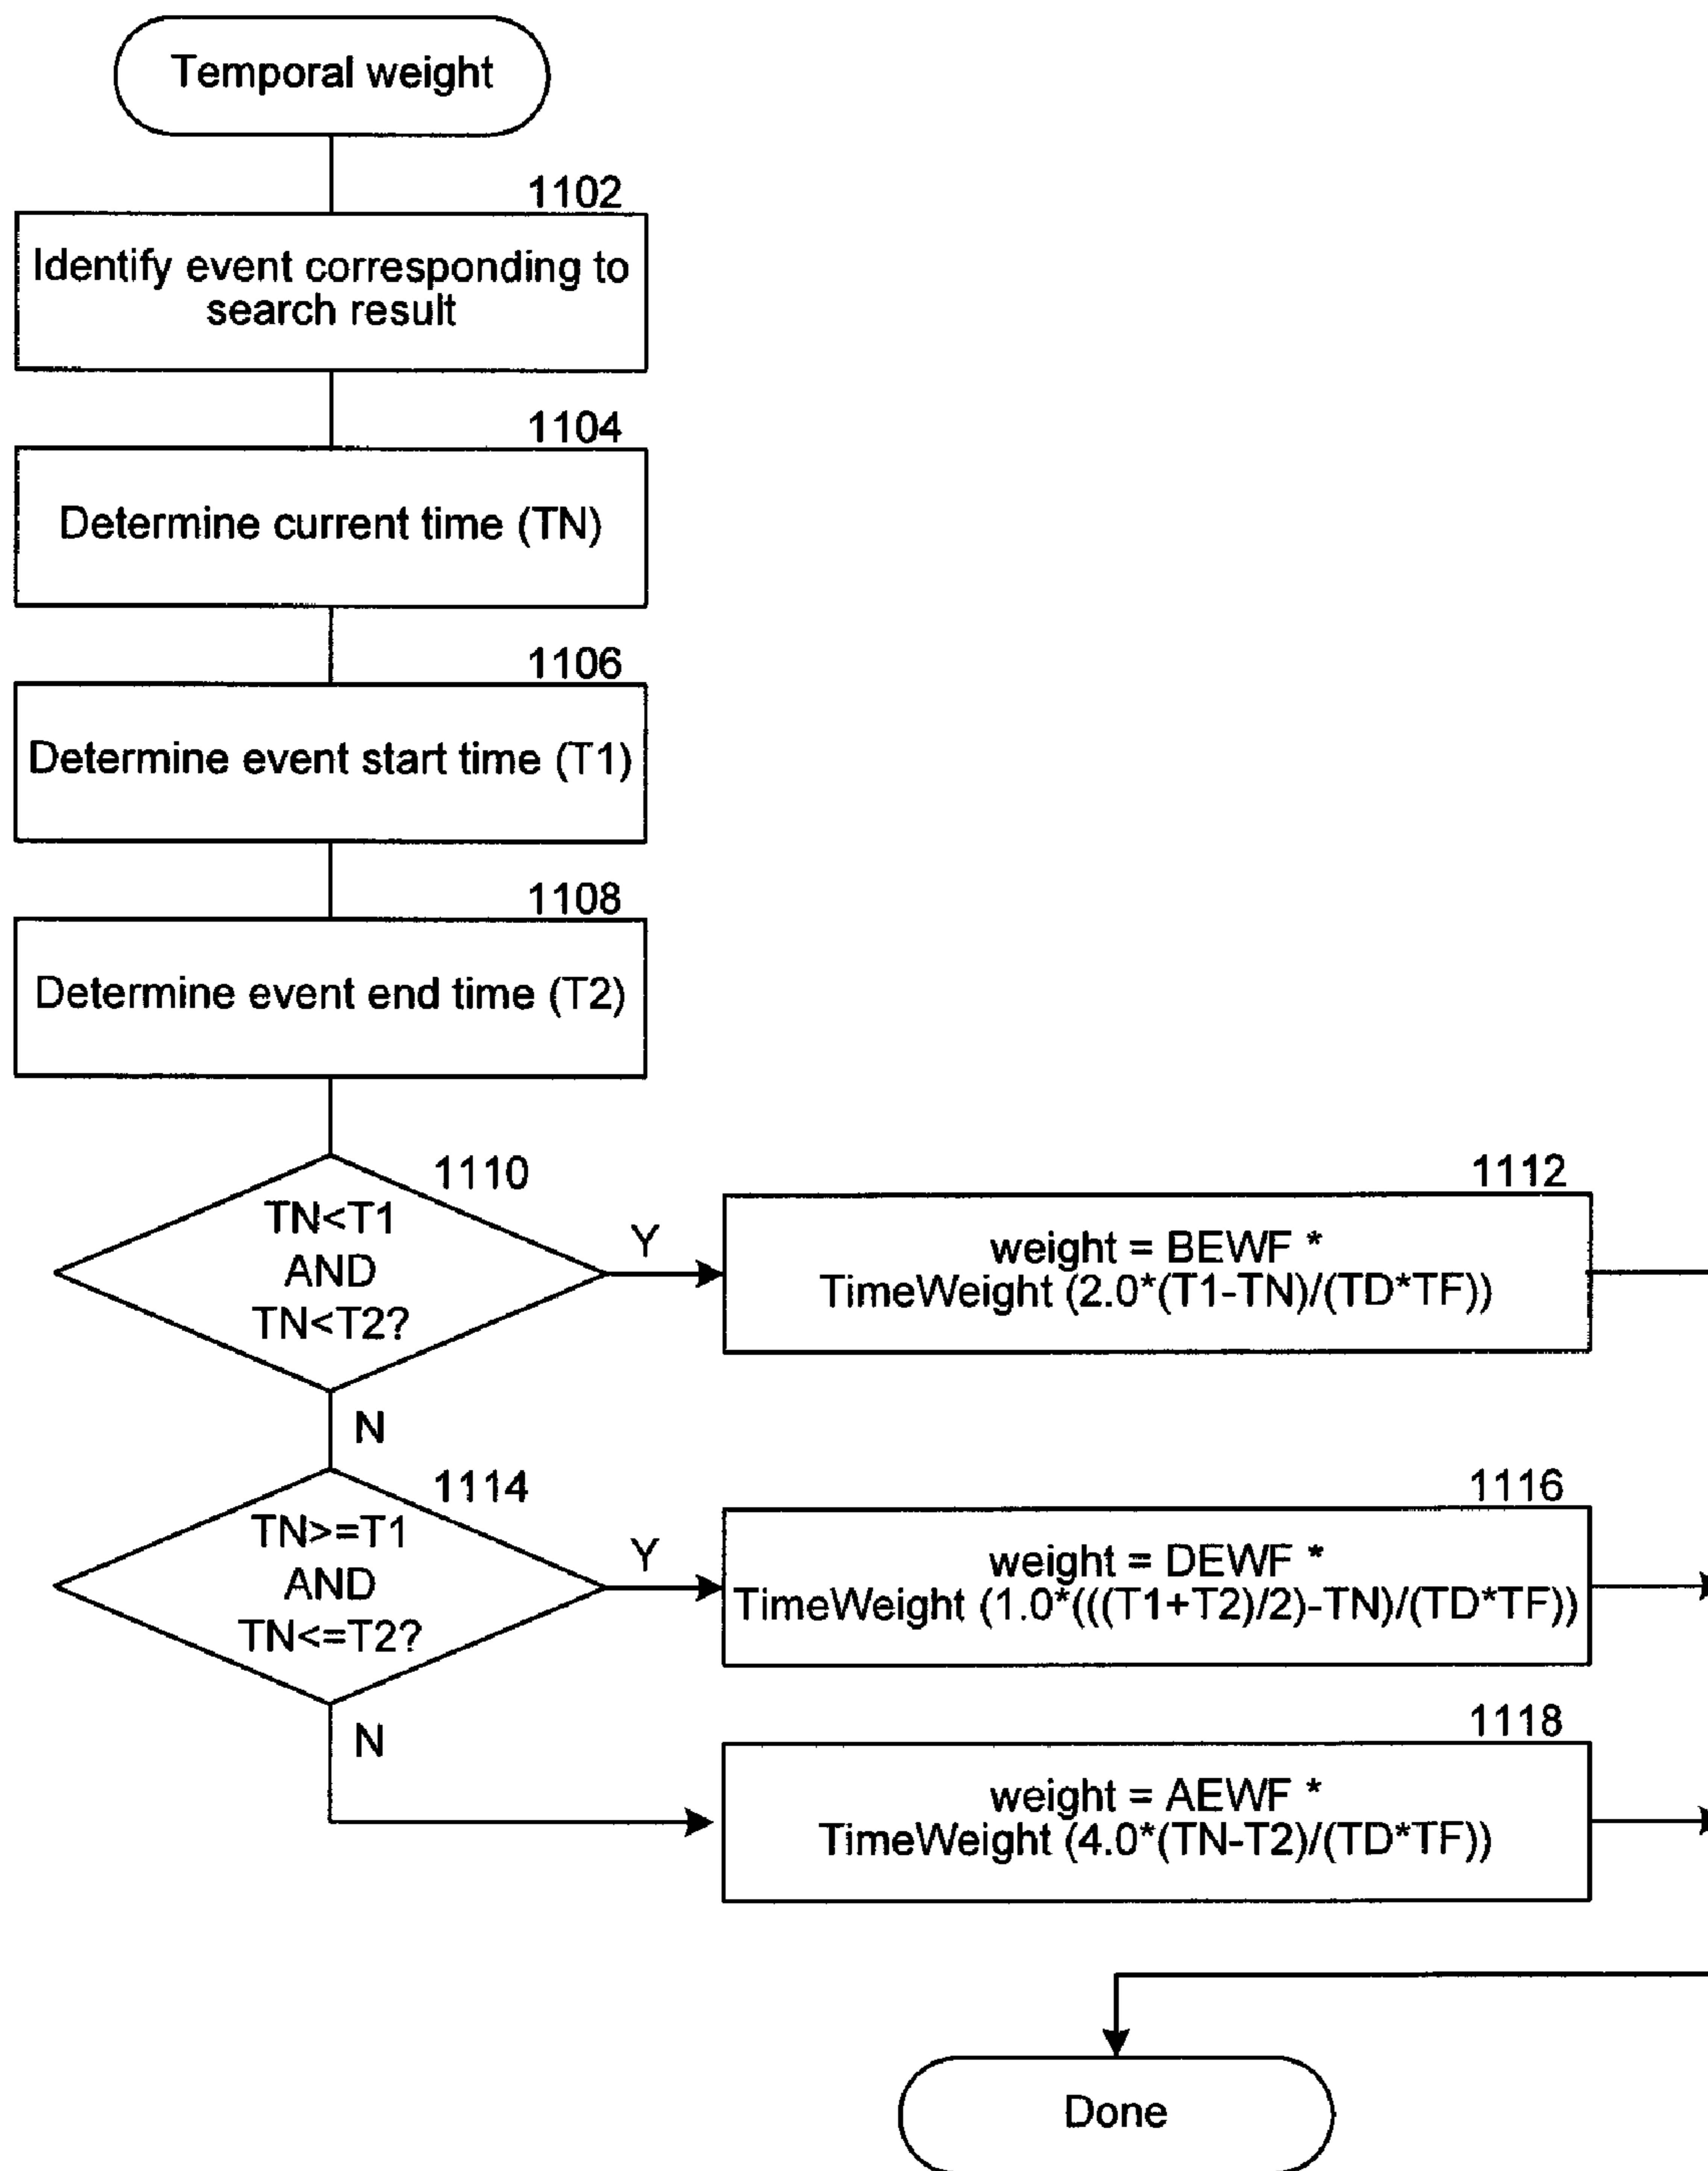 Temporal weight
1102
Identify event corresponding to
search result
1104
Determine current time (TN)
1106
Determine event start time (T1)
1108
Determine event end time (T2)
1110
TN<T1
AND
TN<T2?
Y
1112
weight = BEWF *
TimeWeight (2.0*(T1-TN)/(TD*TF))
N
1114
TN>=T1
AND
TN<=T2?
Y
1116
weight = DEWF *
TimeWeight (1.0*(((T1+T2)/2)-TN)/(TD*TF))
N
1118
weight = AEWF *
TimeWeight (4.0*(TN-T2)/(TD*TF))
Done